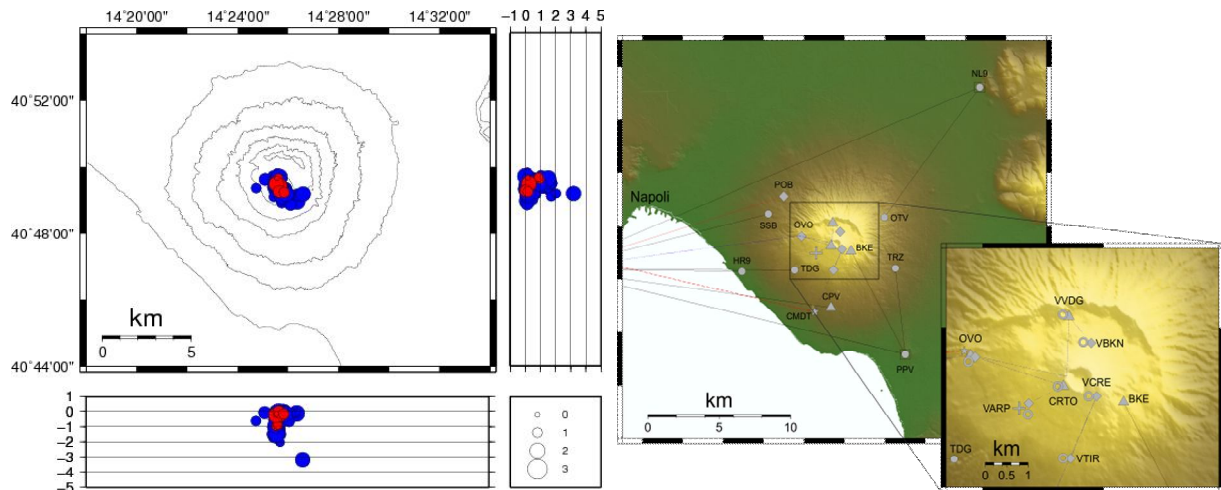 14°20'00" 14°24'00" 14°28'00" 14°32'00"
40°52'00"
40°48'00"
40°44'00"
km
0 5
−1 0 1 2 3 4 5
1
0
−1
−2
−3
−4
−5
0
1
2
3
NL9
Napoli
POB
SSB
OVO
OTV
BKE
HR9
TDG
TRZ
CPV
CMDT
PPV
km
0 5 10
VVDG
OVO
VBKN
VCRE
CRTO
BKE
VARP
TDG
km
0 0.5 1
VTIR